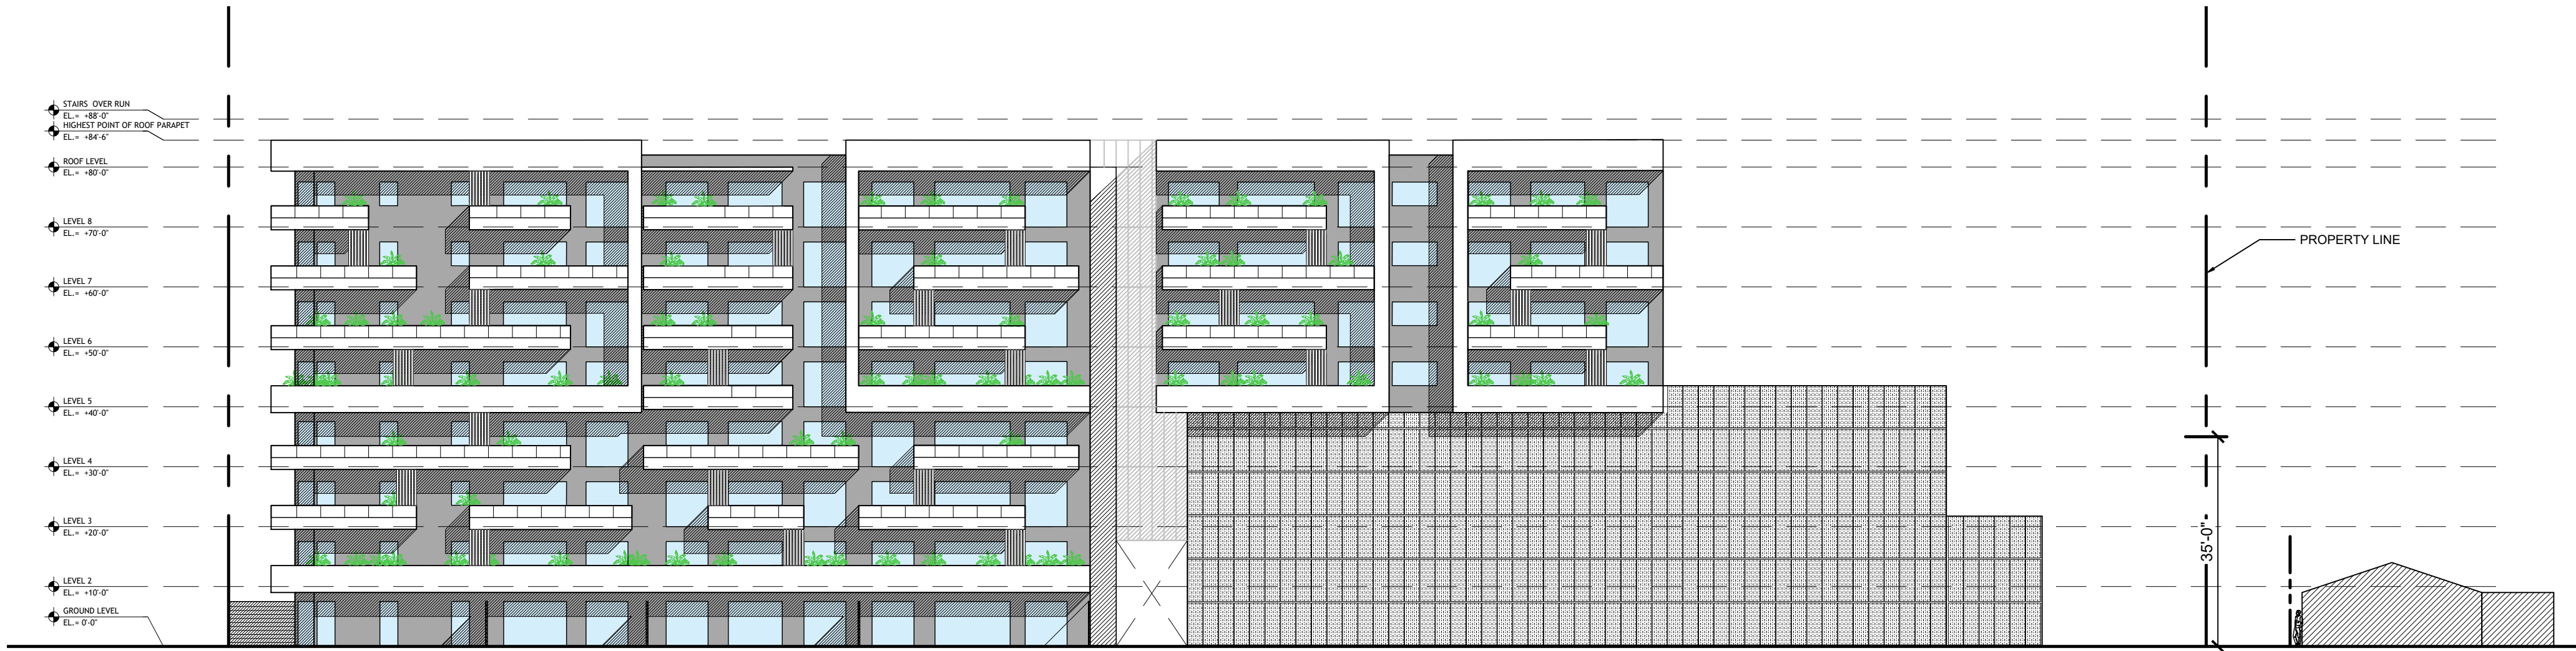 STAIRS OVER RUN
EL.= +88'-0"
HIGHEST POINT OF ROOF PARAPET
EL.= +84'-6"
ROOF LEVEL
EL.= +80'-0"
LEVEL 8
EL.= +70'-0"
PROPERTY LINE
LEVEL 7
EL.= +60'-0"
LEVEL 6
EL.= +50'-0"
LEVEL 5
EL.= +40'-0"
LEVEL 4
EL.= +30'-0"
LEVEL 3
EL.= +20'-0"
35'-0"
LEVEL 2
EL.= +10'-0"
GROUND LEVEL
EL.= 0'-0"